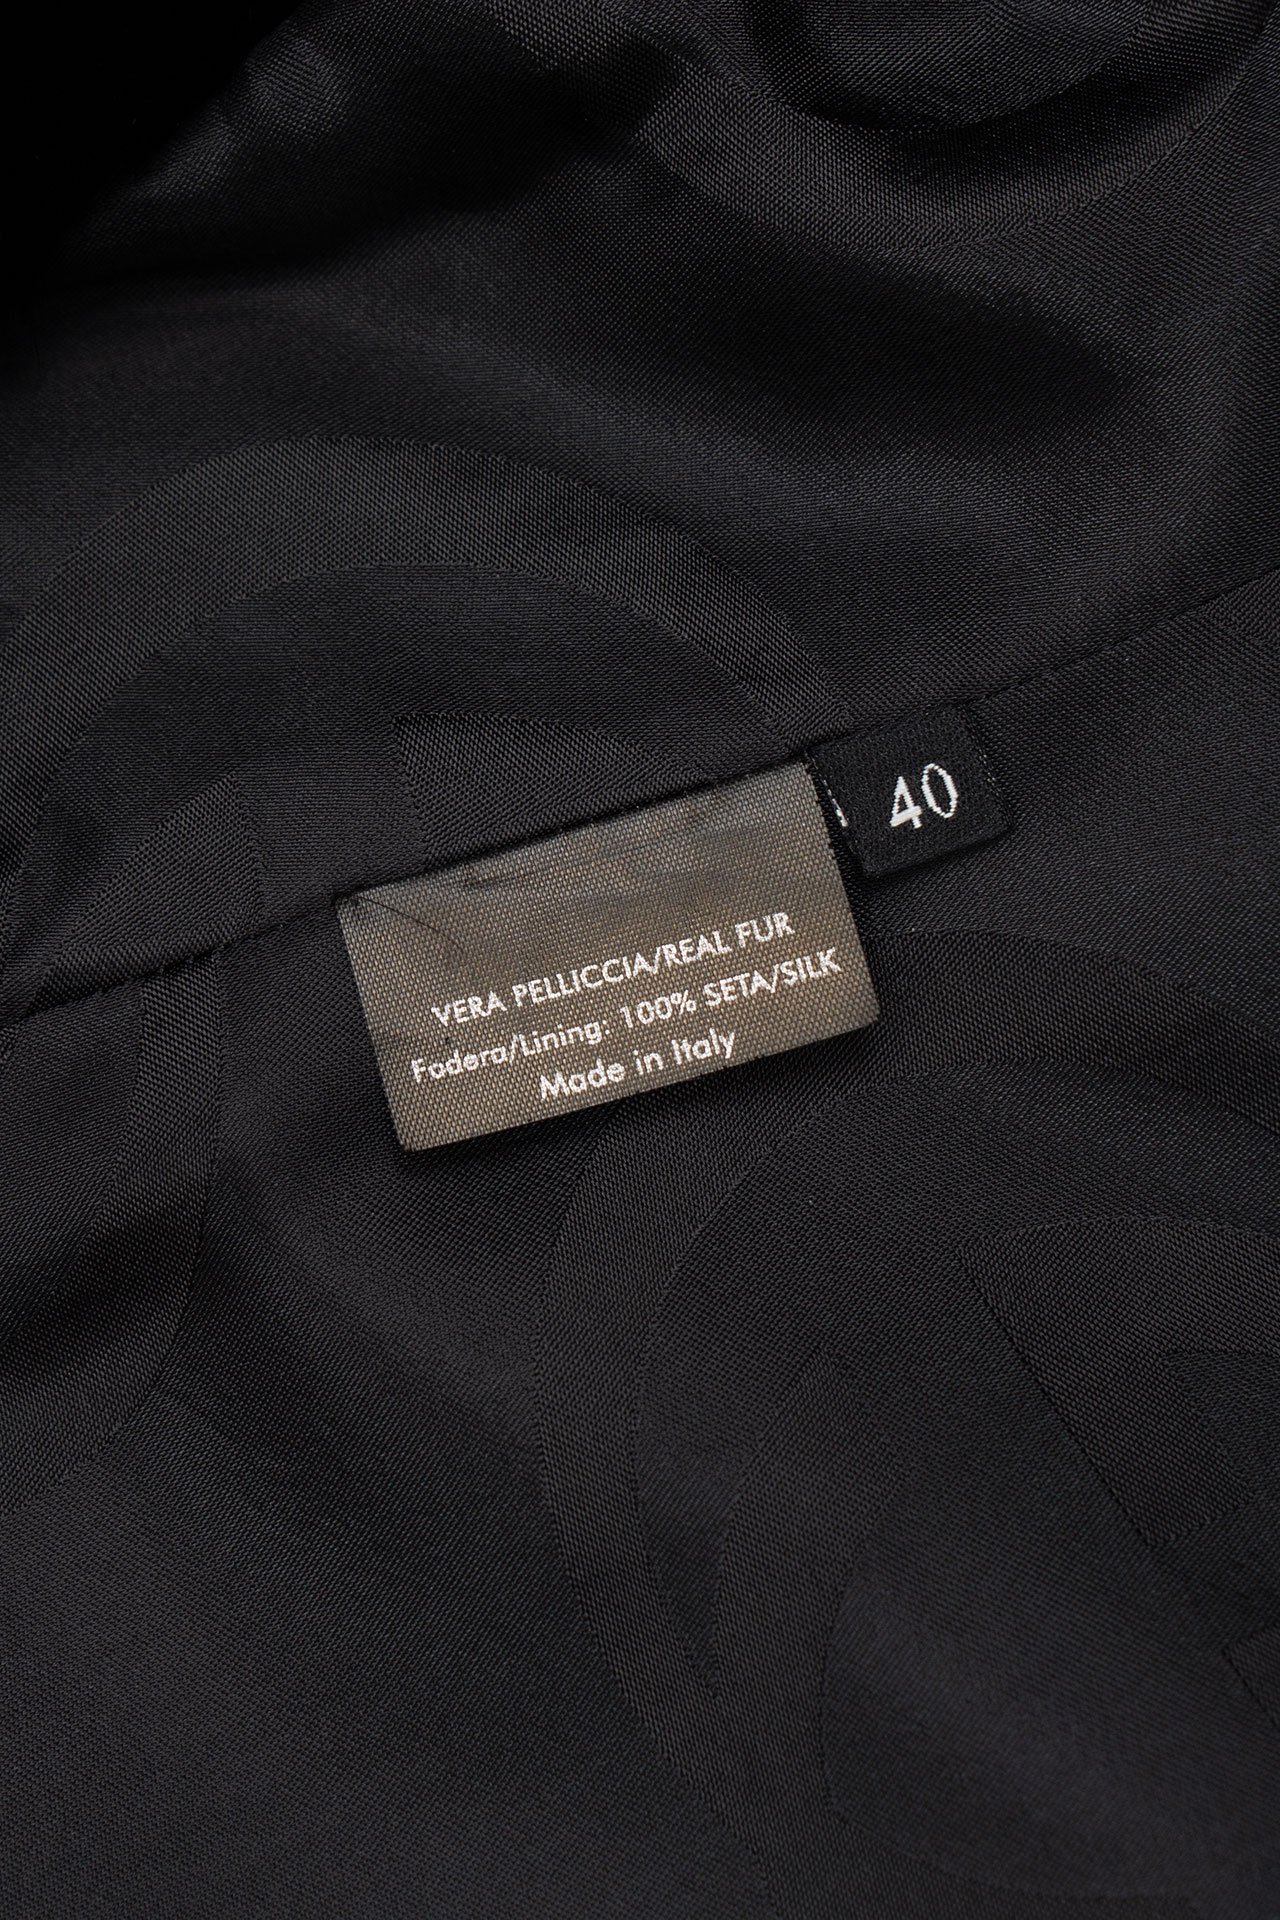 40
VERA PELLICCIA/REAL FUR
Fodera/Lining: 100% SETA/SILK
Made in Italy